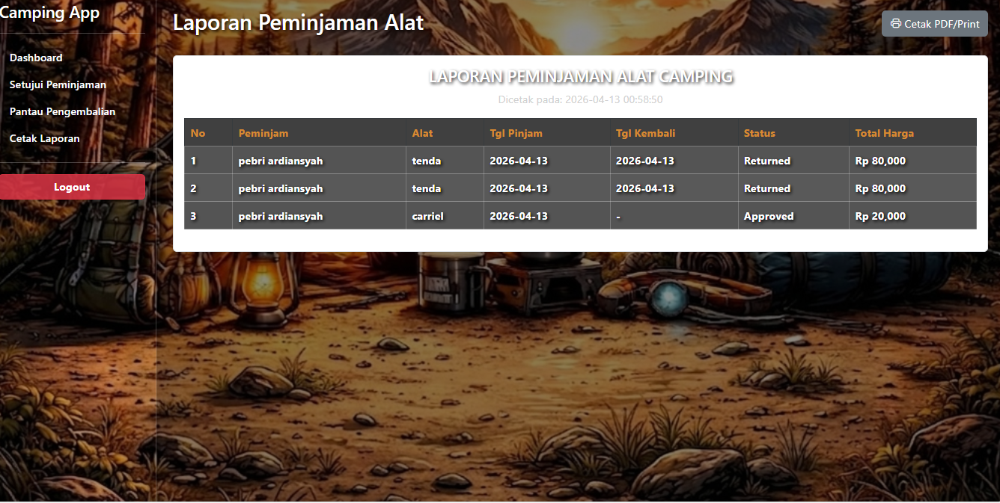 Camping App
Dashboard
Setujui Peminjaman
Pantau Pengembalian
Cetak Laporan
Logout
Laporan Peminjaman Alat
Cetak PDF/Print
LAPORAN PEMINJAMAN ALAT CAMPING
Dicetak pada: 2026-04-13 00:58:50
No Peminjam Alat Tgl Pinjam Tgl Kembali Status Total Harga
1 pebri ardiansyah tenda 2026-04-13 2026-04-13 Returned Rp 80,000
2 pebri ardiansyah tenda 2026-04-13 2026-04-13 Returned Rp 80,000
3 pebri ardiansyah carriel 2026-04-13 - Approved Rp 20,000